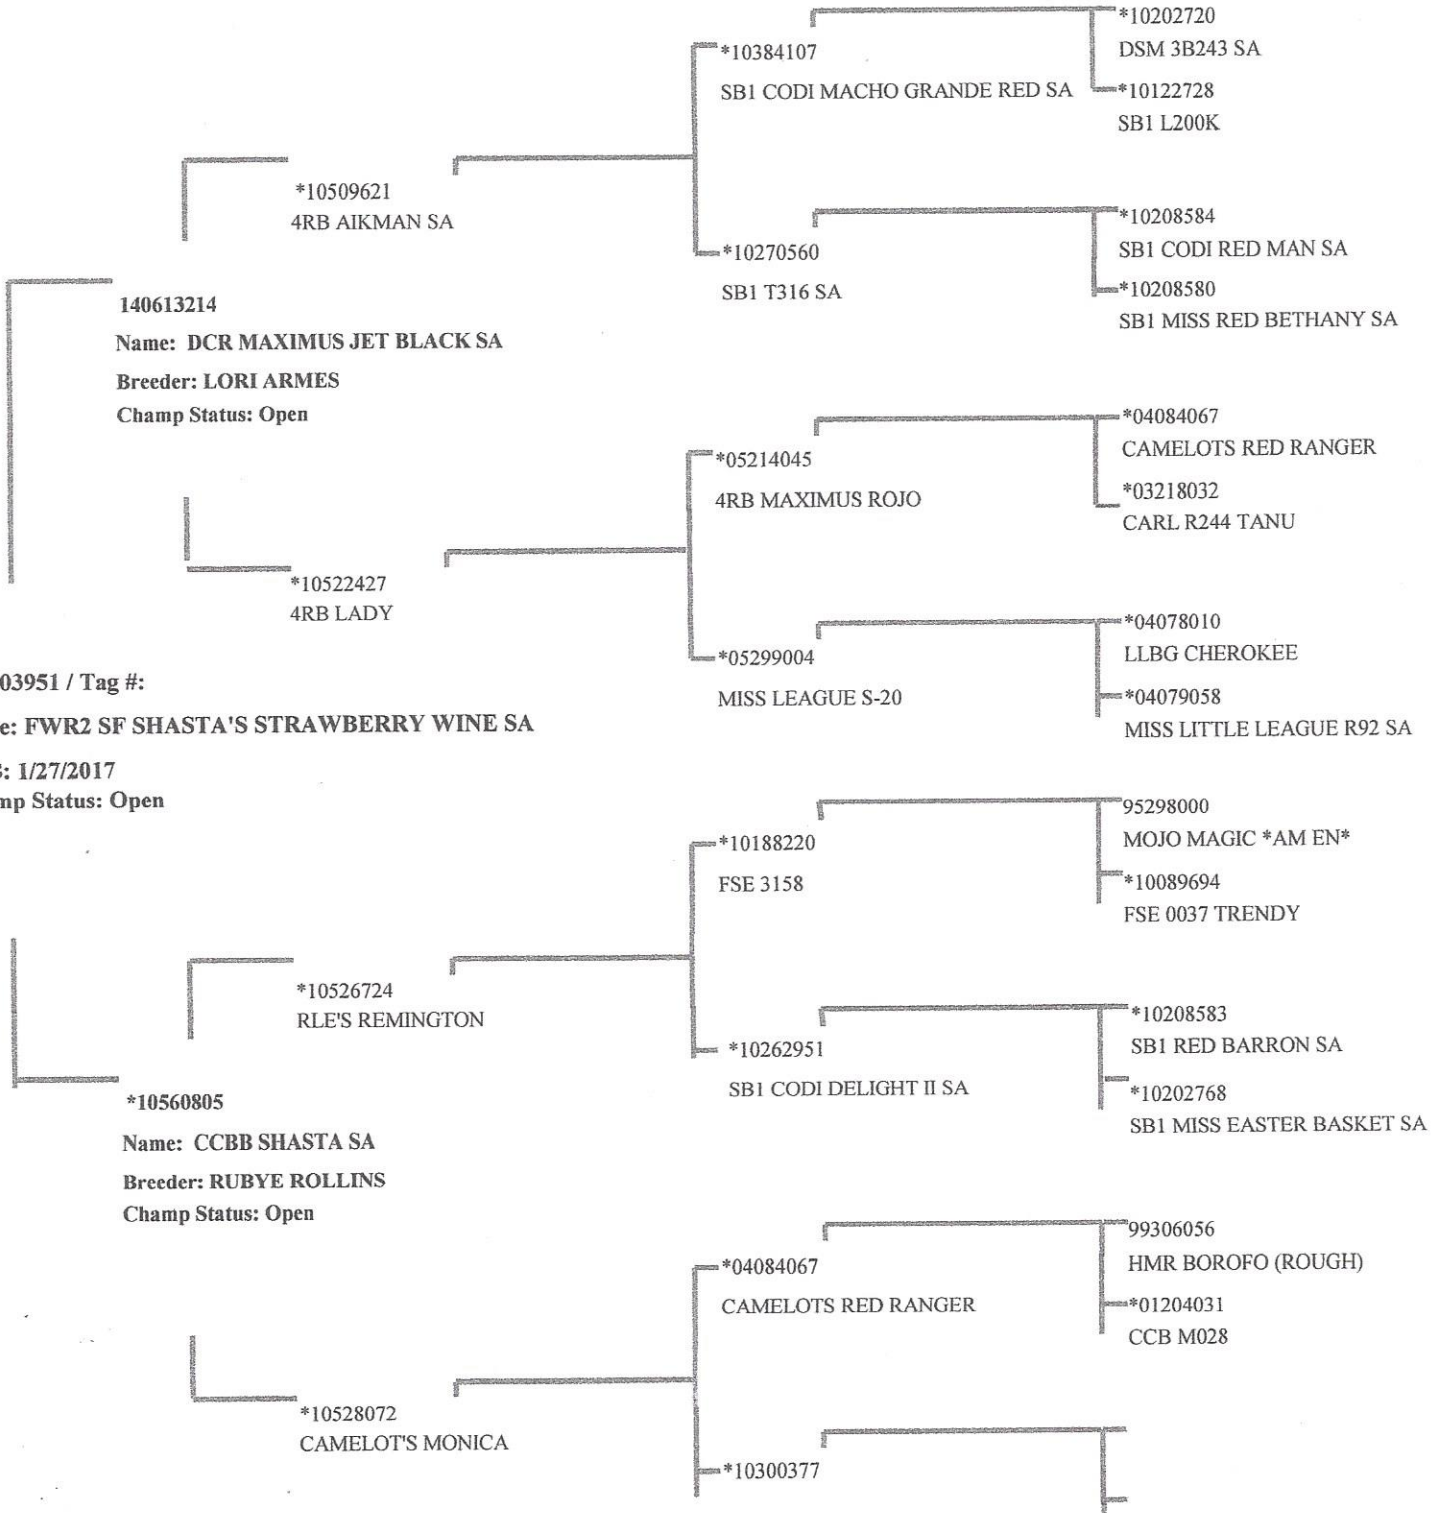 *10202720
DSM 3B243 SA
*10384107
SB1 CODI MACHO GRANDE RED SA
*10122728
SB1 L200K
*10509621
4RB AIKMAN SA
*10208584
SB1 CODI RED MAN SA
*10270560
SB1 T316 SA
*10208580
SB1 MISS RED BETHANY SA
140613214
Name: DCR MAXIMUS JET BLACK SA
Breeder: LORI ARMES
Champ Status: Open
*04084067
CAMELOTS RED RANGER
*05214045
4RB MAXIMUS ROJO
*03218032
CARL R244 TANU
*10522427
4RB LADY
*04078010
LLBG CHEROKEE
*05299004
MISS LEAGUE S-20
*04079058
MISS LITTLE LEAGUE R92 SA
03951 / Tag #:
e: FWR2 SF SHASTA'S STRAWBERRY WINE SA
: 1/27/2017
mp Status: Open
95298000
MOJO MAGIC *AM EN*
*10188220
FSE 3158
*10089694
FSE 0037 TRENDY
*10526724
RLE'S REMINGTON
*10208583
SB1 RED BARRON SA
*10262951
SB1 CODI DELIGHT II SA
*10202768
SB1 MISS EASTER BASKET SA
*10560805
Name: CCBB SHASTA SA
Breeder: RUBYE ROLLINS
Champ Status: Open
99306056
HMR BOROFO (ROUGH)
*04084067
CAMELOTS RED RANGER
*01204031
CCB M028
*10528072
CAMELOT'S MONICA
*10300377